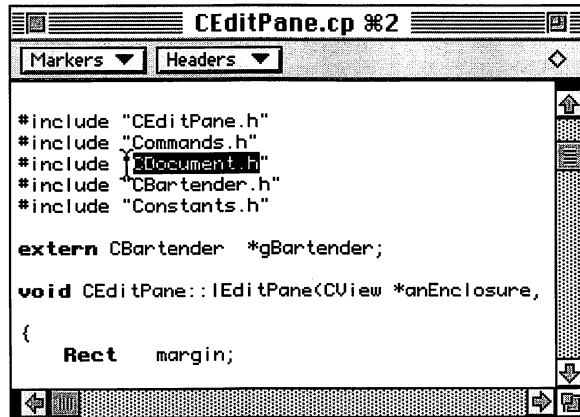 CEditPane.cp ⌘2
Markers ▼ Headers ▼
#include "CEditPane.h"
#include "Commands.h"
#include "CDocument.h"
#include "CBartender.h"
#include "Constants.h"
extern CBartender *gBartender;
void CEditPane::IEditPane(CView *anEnclosure,
{
Rect margin;